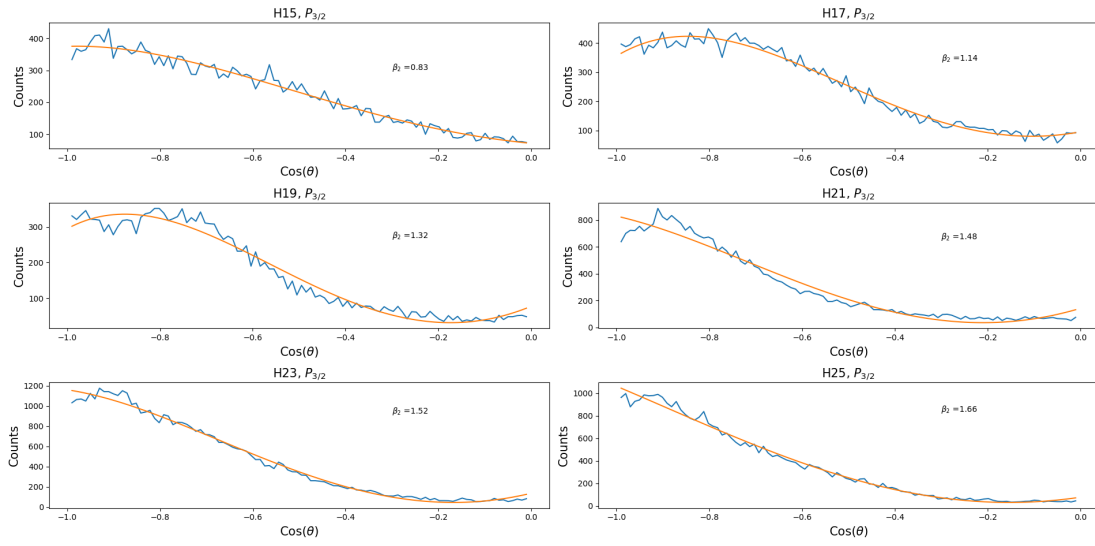 H15, P3/2
Counts
400
300
200
100
β2 =0.83
−1.0 −0.8 −0.6 −0.4 −0.2 0.0
Cos(θ)
H17, P3/2
Counts
400
300
200
100
β2 =1.14
−1.0 −0.8 −0.6 −0.4 −0.2 0.0
Cos(θ)
H19, P3/2
Counts
300
200
100
β2 =1.32
−1.0 −0.8 −0.6 −0.4 −0.2 0.0
Cos(θ)
H21, P3/2
Counts
800
600
400
200
0
β2 =1.48
−1.0 −0.8 −0.6 −0.4 −0.2 0.0
Cos(θ)
H23, P3/2
Counts
1200
1000
800
600
400
200
0
β2 =1.52
−1.0 −0.8 −0.6 −0.4 −0.2 0.0
Cos(θ)
H25, P3/2
Counts
1000
800
600
400
200
0
β2 =1.66
−1.0 −0.8 −0.6 −0.4 −0.2 0.0
Cos(θ)